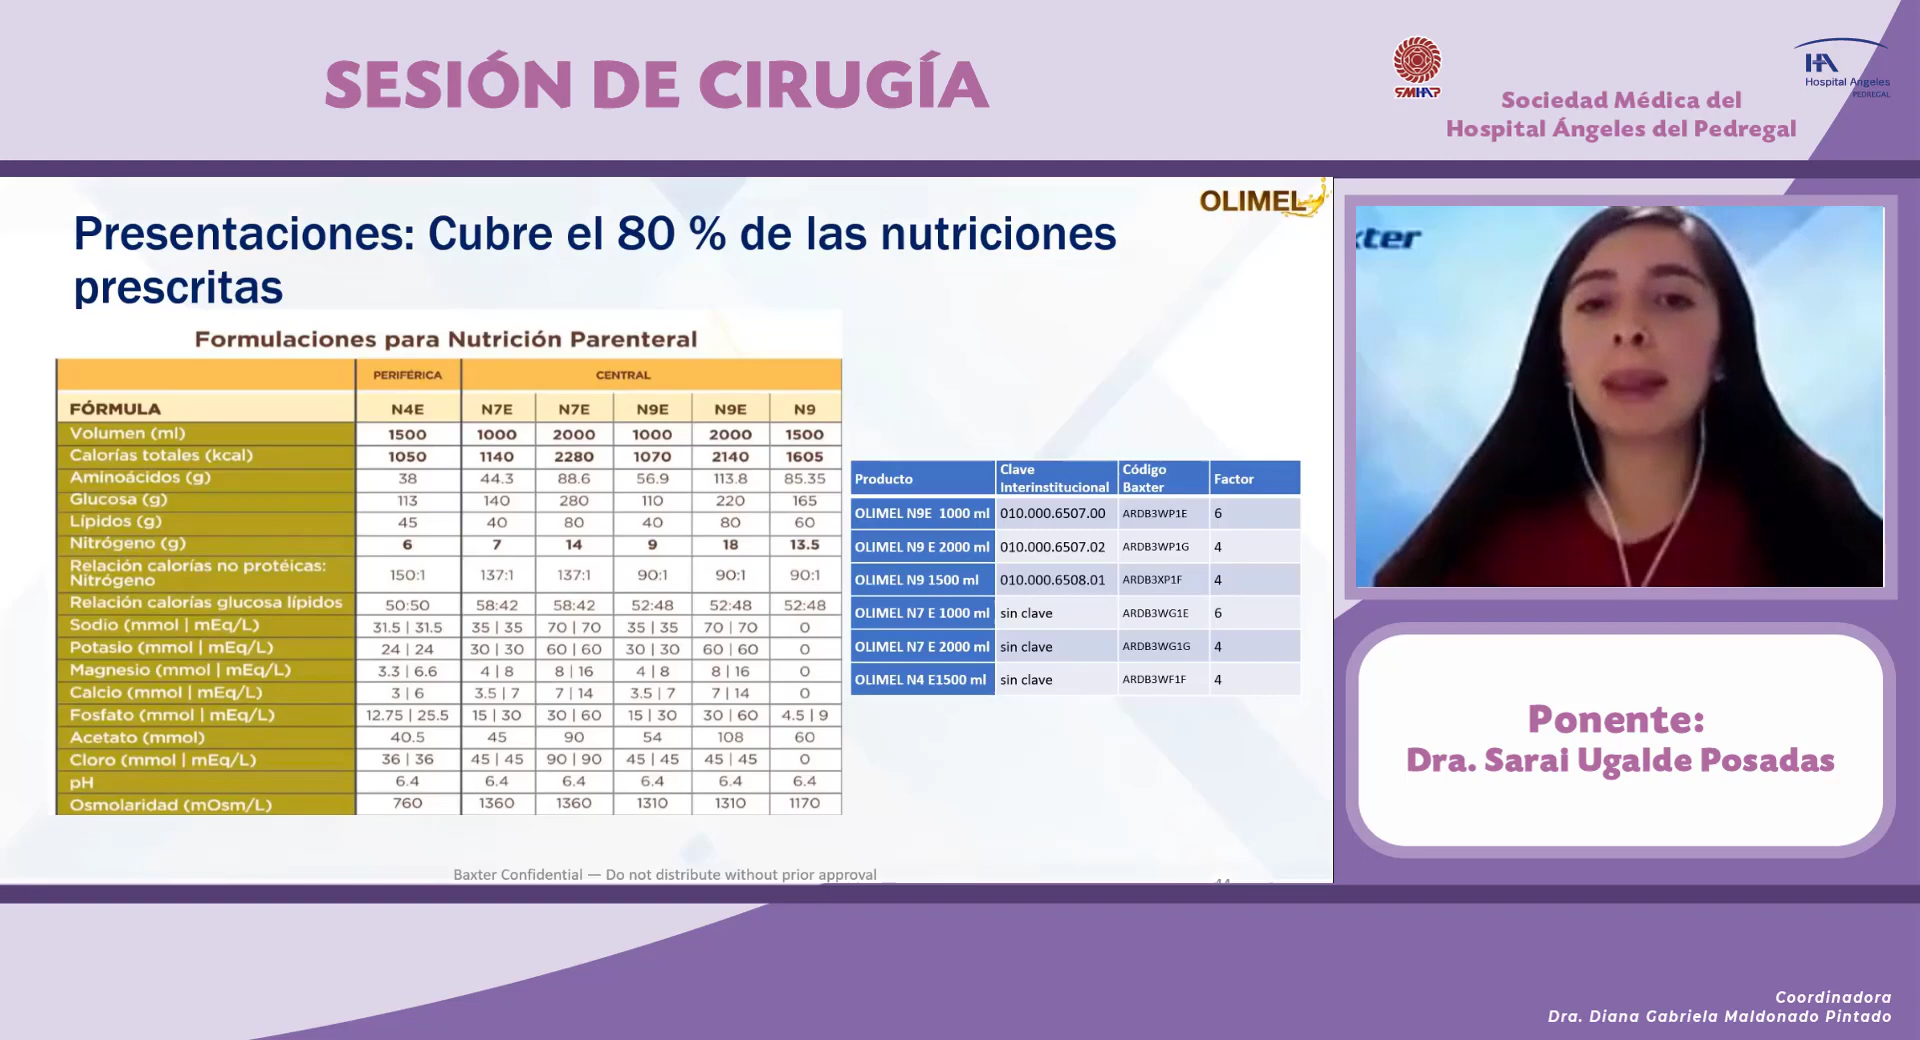 SESIÓN DE CIRUGÍA
SMHAP
Sociedad Médica del
Hospital Ángeles del Pedregal
HA
Hospital Angeles
PEDREGAL
OLIMEL
Presentaciones: Cubre el 80 % de las nutriciones
prescritas
Formulaciones para Nutrición Parenteral
PERIFÉRICA CENTRAL
FÓRMULA N4E N7E N7E N9E N9E N9
Volumen (ml) 1500 1000 2000 1000 2000 1500
Calorías totales (kcal) 1050 1140 2280 1070 2140 1605
Aminoácidos (g) 38 44.3 88.6 56.9 113.8 85.35
Glucosa (g) 113 140 280 110 220 165
Lípidos (g) 45 40 80 40 80 60
Nitrógeno (g) 6 7 14 9 18 13.5
Relación calorías no protéicas:
Nitrógeno 150:1 137:1 137:1 90:1 90:1 90:1
Relación calorías glucosa lípidos 50:50 58:42 58:42 52:48 52:48 52:48
Sodio (mmol | mEq/L) 31.5 | 31.5 35 | 35 70 | 70 35 | 35 70 | 70 0
Potasio (mmol | mEq/L) 24 | 24 30 | 30 60 | 60 30 | 30 60 | 60 0
Magnesio (mmol | mEq/L) 3.3 | 6.6 4 | 8 8 | 16 4 | 8 8 | 16 0
Calcio (mmol | mEq/L) 3 | 6 3.5 | 7 7 | 14 3.5 | 7 7 | 14 0
Fosfato (mmol | mEq/L) 12.75 | 25.5 15 | 30 30 | 60 15 | 30 30 | 60 4.5 | 9
Acetato (mmol) 40.5 45 90 54 108 60
Cloro (mmol | mEq/L) 36 | 36 45 | 45 90 | 90 45 | 45 45 | 45 0
pH 6.4 6.4 6.4 6.4 6.4 6.4
Osmolaridad (mOsm/L) 760 1360 1360 1310 1310 1170
Producto Clave Interinstitucional Código Baxter Factor
OLIMEL N9E 1000 ml 010.000.6507.00 ARDB3WP1E 6
OLIMEL N9 E 2000 ml 010.000.6507.02 ARDB3WP1G 4
OLIMEL N9 1500 ml 010.000.6508.01 ARDB3XP1F 4
OLIMEL N7 E 1000 ml sin clave ARDB3WG1E 6
OLIMEL N7 E 2000 ml sin clave ARDB3WG1G 4
OLIMEL N4 E1500 ml sin clave ARDB3WF1F 4
Baxter Confidential — Do not distribute without prior approval
xter
Ponente:
Dra. Sarai Ugalde Posadas
Coordinadora
Dra. Diana Gabriela Maldonado Pintado